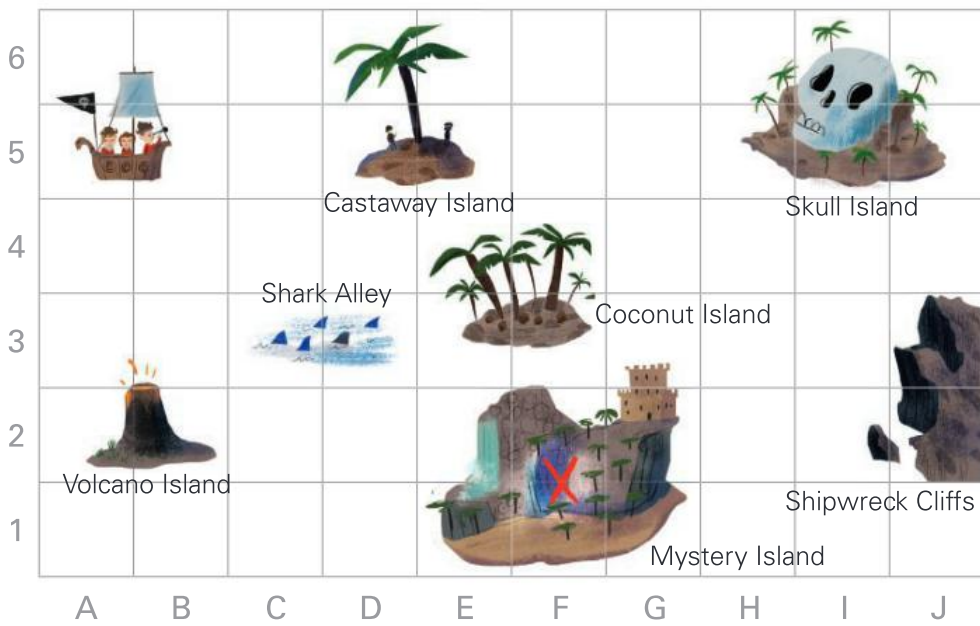 6
5
Castaway Island
Skull Island
4
Shark Alley
Coconut Island
3
2
Volcano Island
Shipwreck Cliffs
1
Mystery Island
A B C D E F G H I J